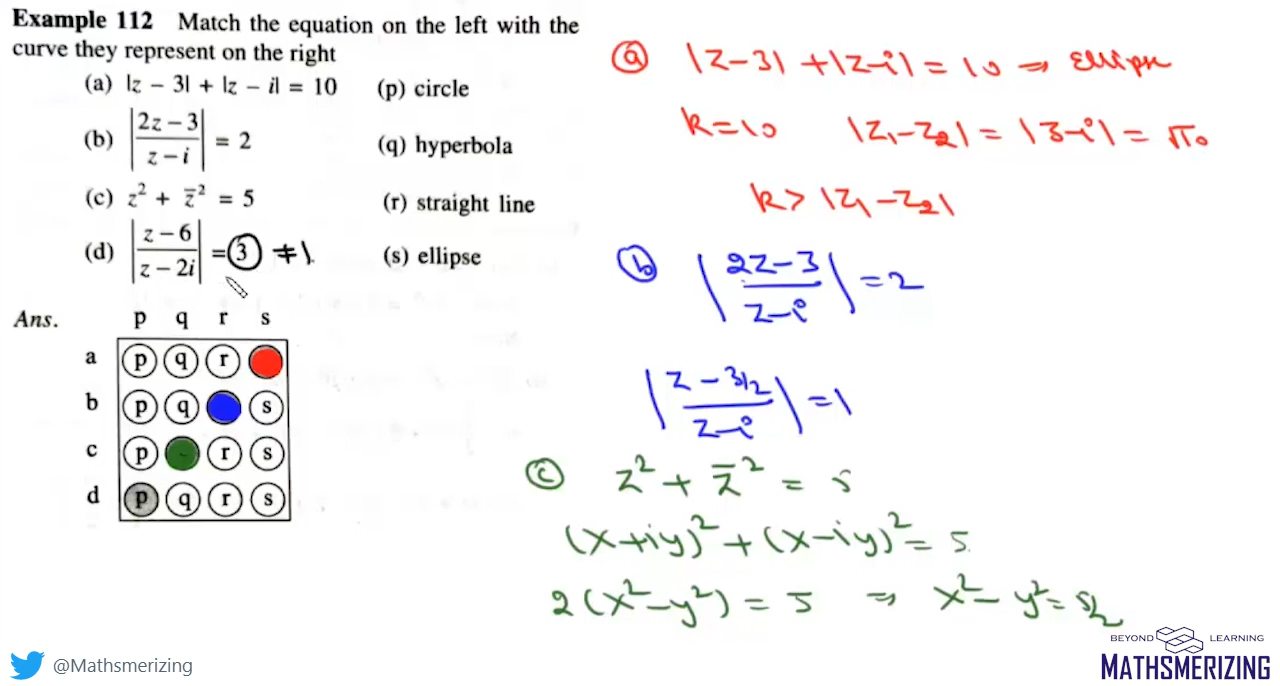 Example 112 Match the equation on the left with the
curve they represent on the right
(a) |z − 3| + |z − i| = 10 (p) circle
(b) |2z − 3 / z − i| = 2 (q) hyperbola
(c) z² + z̄² = 5 (r) straight line
(d) |z − 6 / z − 2i| = 3 ≠ 1. (s) ellipse
Ans. p q r s
a p q r
b p q s
c p r s
d p q r s
(a) |z−3| + |z−i| = 10 ⇒ Ellipse
k = 10 |z₁−z₂| = |3−i| = √10
k > |z₁−z₂|
(b) |2z−3 / z−i| = 2
|z−3/2 / z−i| = 1
(c) z² + z̄² = 5
(x+iy)² + (x−iy)² = 5
2(x²−y²) = 5 ⇒ x²−y² = 5/2
@Mathsmerizing
BEYOND LEARNING
MATHSMERIZING